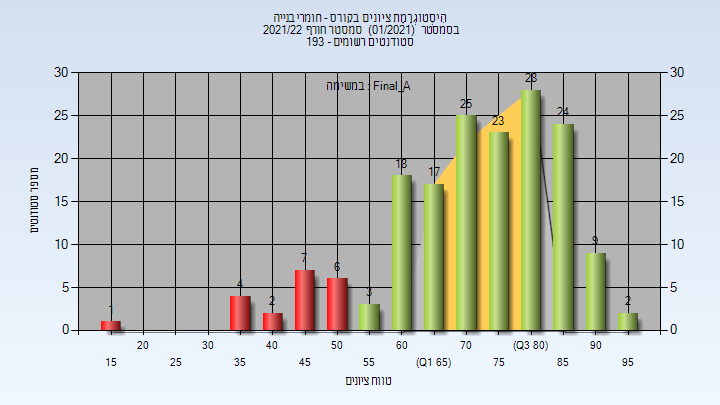 היסטוגרמת ציונים בקורס - חומרי בנייה
בסמסטר (01/2021) סמסטר חורף 2021/22
סטודנטים רשומים - 193
במשימה : Final_A
מספר סטודנטים
30 25 20 15 10 5 0
30 25 20 15 10 5 0
1 4 2 7 6 3 18 17 25 23 28 24 9 2
20 30 40 50 60 70 (Q3 80) 90
15 25 35 45 55 (Q1 65) 75 85 95
טווח ציונים